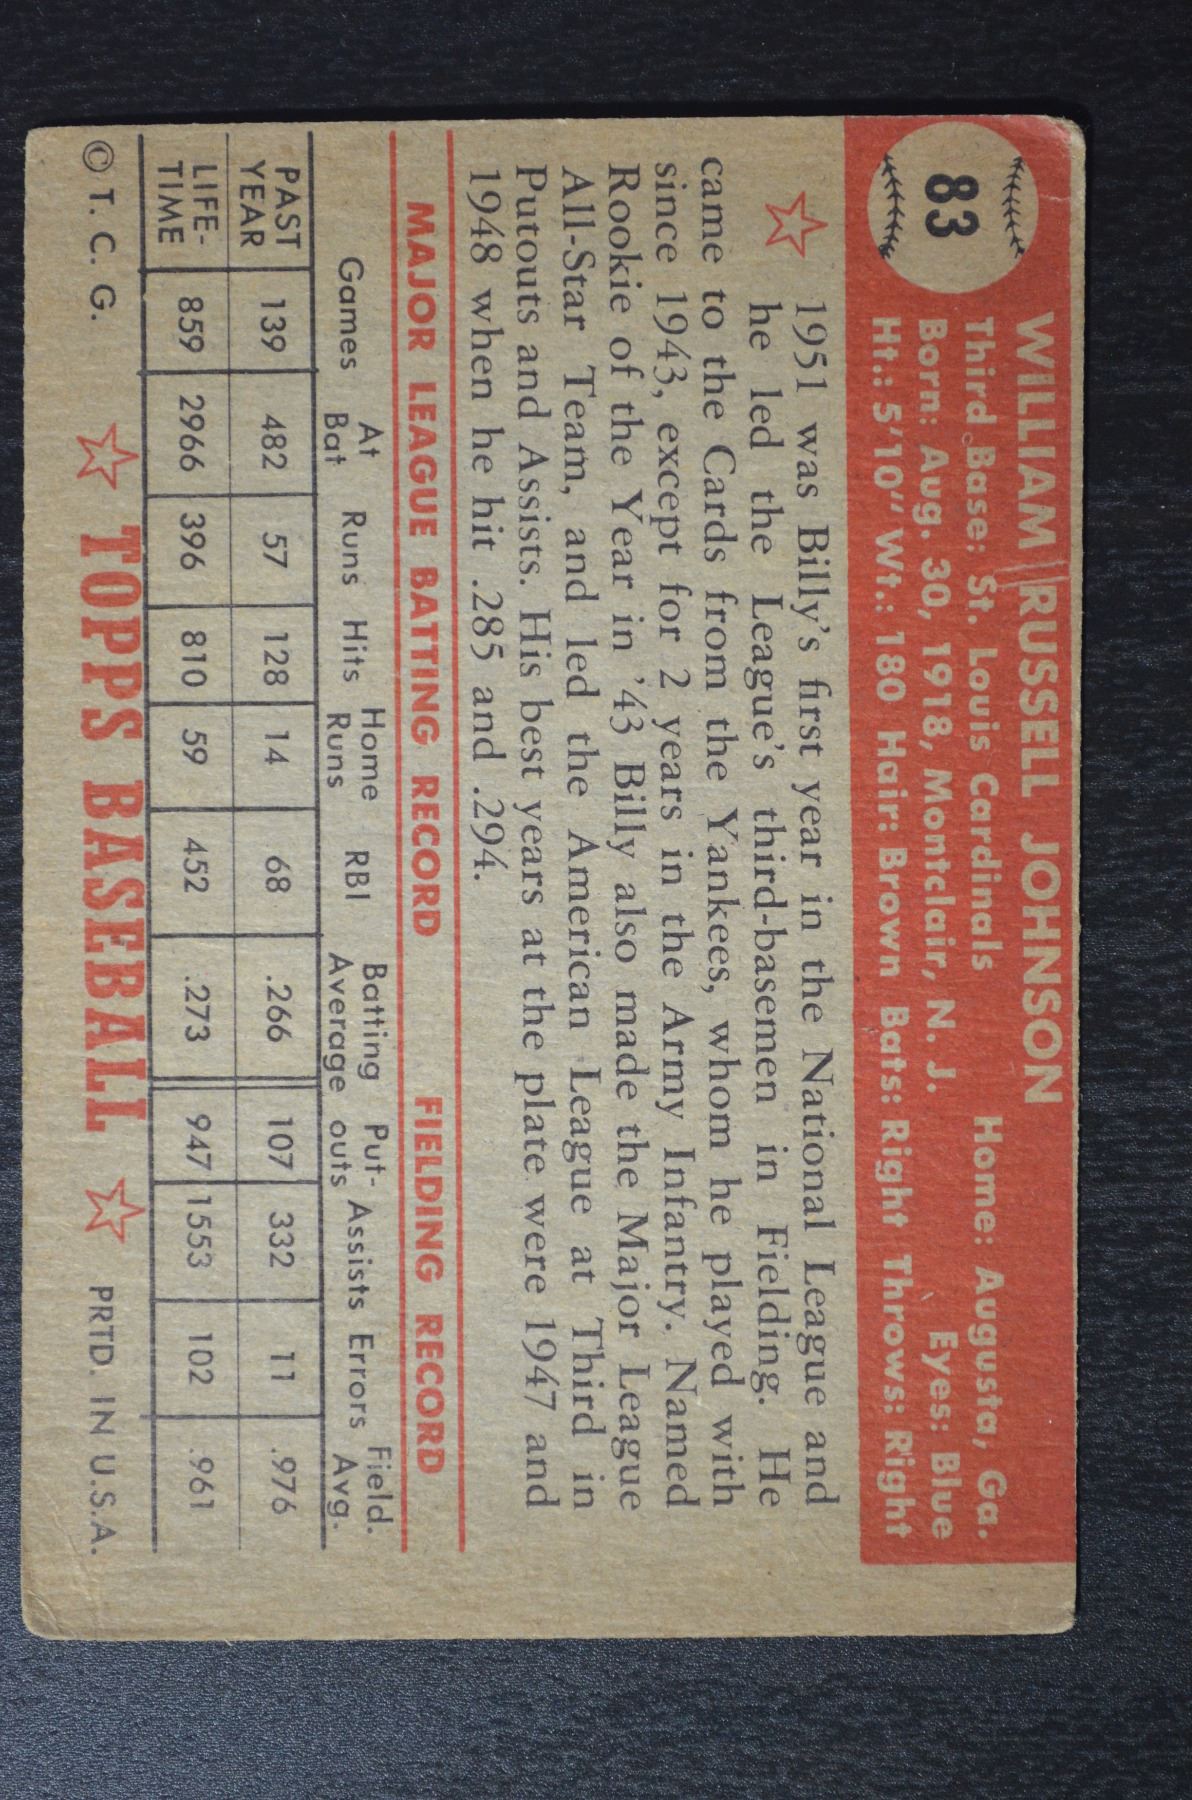 83
WILLIAM RUSSELL JOHNSON
Third Base: St. Louis Cardinals Home: Augusta, Ga.
Born: Aug. 30, 1918, Montclair, N. J. Eyes: Blue
Ht.: 5'10" Wt.: 180 Hair: Brown Bats: Right Throws: Right
1951 was Billy's first year in the National League and
he led the League's third-basemen in Fielding. He
came to the Cards from the Yankees, whom he played with
since 1943, except for 2 years in the Army Infantry. Named
Rookie of the Year in '43 Billy also made the Major League
All-Star Team, and led the American League at Third in
Putouts and Assists. His best years at the plate were 1947 and
1948 when he hit .285 and .294.
MAJOR LEAGUE BATTING RECORD FIELDING RECORD
Games At Bat Runs Hits Home Runs RBI Batting Average Put-outs Assists Errors Field. Avg.
PAST YEAR 139 482 57 128 14 68 .266 107 332 11 .976
LIFE-TIME 859 2966 396 810 59 452 .273 947 1553 102 .961
© T. C. G. TOPPS BASEBALL PRTD. IN U.S.A.